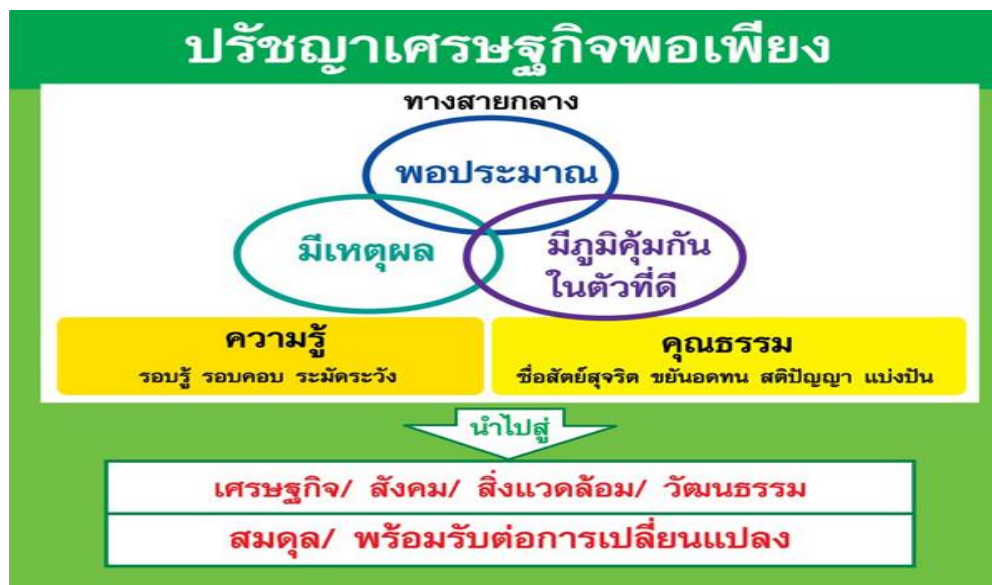 ปรัชญาเศรษฐกิจพอเพียง
ทางสายกลาง
พอประมาณ
มีเหตุผล
มีภูมิคุ้มกัน
ในตัวที่ดี
ความรู้
รอบรู้ รอบคอบ ระมัดระวัง
คุณธรรม
ซื่อสัตย์สุจริต ขยันอดทน สติปัญญา แบ่งปัน
นำไปสู่
เศรษฐกิจ/ สังคม/ สิ่งแวดล้อม/ วัฒนธรรม
สมดุล/ พร้อมรับต่อการเปลี่ยนแปลง